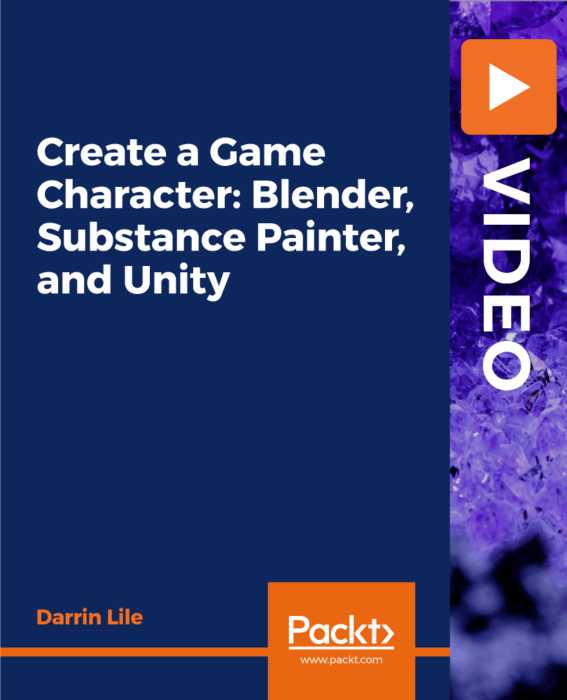 Create a Game
Character: Blender,
Substance Painter,
and Unity
VIDEO
Darrin Lile
Packt>
www.packt.com